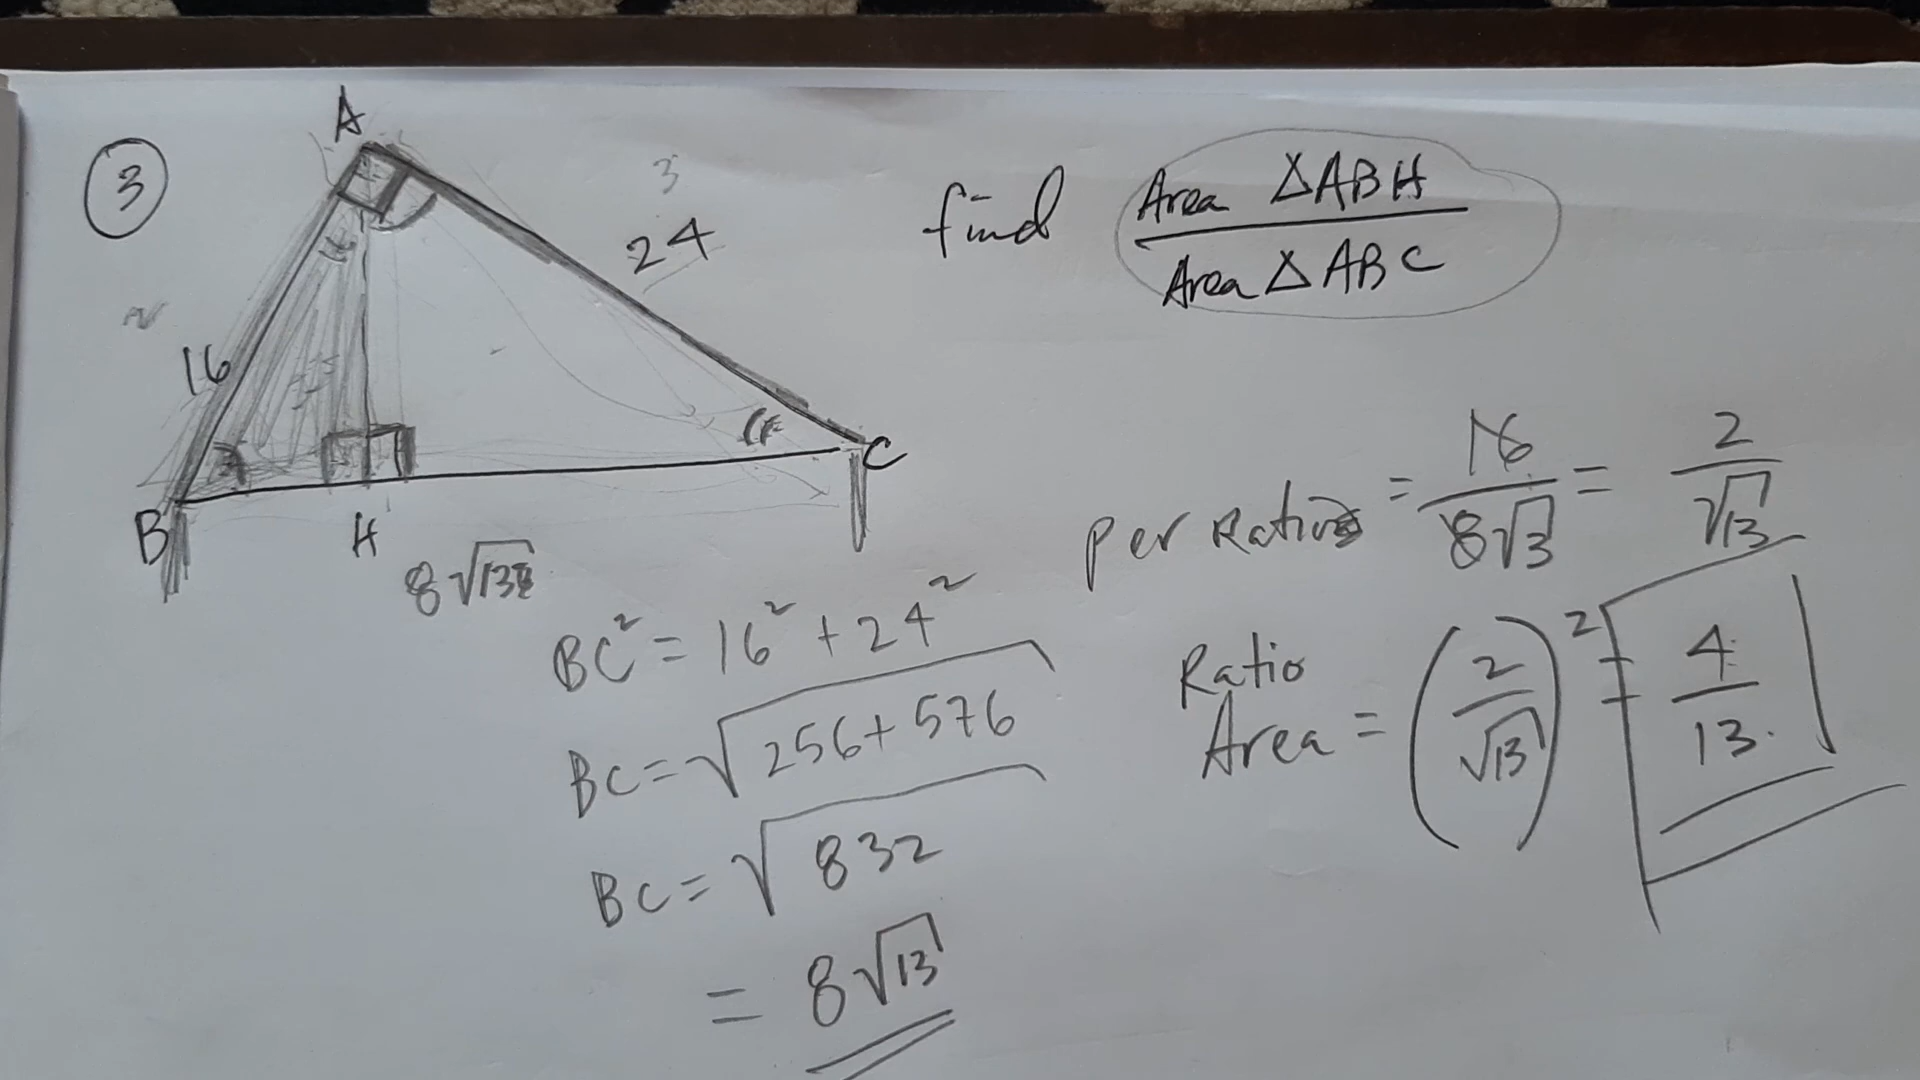 3
A
3
24
find Area △ABH
Area △ABC
16
B
H
C
8√13
BC² = 16² + 24²
BC = √256 + 576
BC = √832
= 8√13
Per Ratio = 16 / 8√3 = 2 / √13
Ratio
Area = (2 / √13)² = 4 / 13.